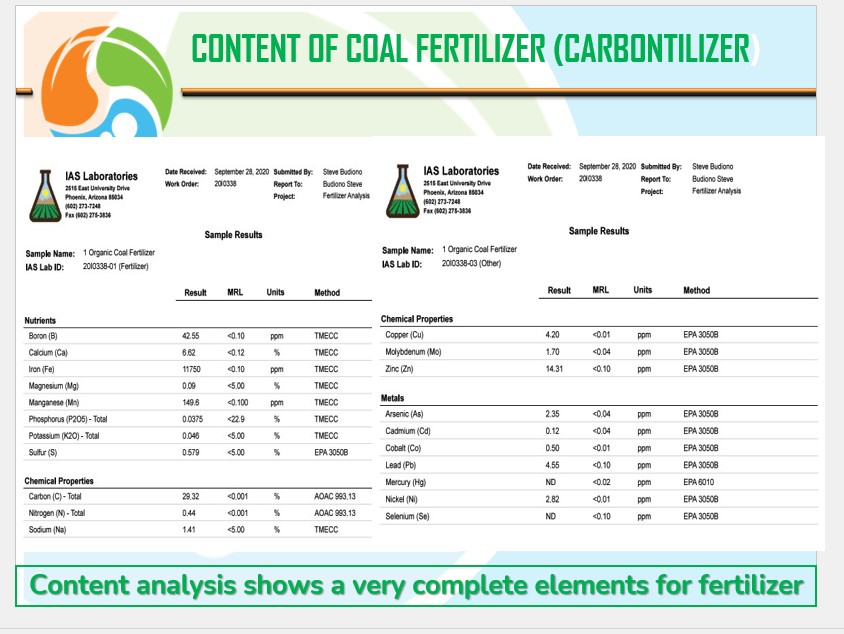 CONTENT OF COAL FERTILIZER (CARBONTILIZER)
IAS Laboratories
2515 East University Drive
Phoenix, Arizona 85034
(602) 273-7248
Fax (602) 275-3836
Date Received: September 28, 2020 Submitted By: Steve Budiono
Work Order: 20I0338 Report To: Budiono Steve
Project: Fertilizer Analysis
Sample Results
Sample Name: 1 Organic Coal Fertilizer
IAS Lab ID: 20I0338-01 (Fertilizer)
Result MRL Units Method
Nutrients
Boron (B) 42.55 <0.10 ppm TMECC
Calcium (Ca) 6.62 <0.12 % TMECC
Iron (Fe) 11750 <0.10 ppm TMECC
Magnesium (Mg) 0.09 <5.00 % TMECC
Manganese (Mn) 149.6 <0.100 ppm TMECC
Phosphorus (P2O5) - Total 0.0375 <22.9 % TMECC
Potassium (K2O) - Total 0.046 <5.00 % TMECC
Sulfur (S) 0.579 <5.00 % EPA 3050B
Chemical Properties
Carbon (C) - Total 29.32 <0.001 % AOAC 993.13
Nitrogen (N) - Total 0.44 <0.001 % AOAC 993.13
Sodium (Na) 1.41 <5.00 % TMECC
IAS Laboratories
2515 East University Drive
Phoenix, Arizona 85034
(602) 273-7248
Fax (602) 275-3836
Date Received: September 28, 2020 Submitted By: Steve Budiono
Work Order: 20I0338 Report To: Budiono Steve
Project: Fertilizer Analysis
Sample Results
Sample Name: 1 Organic Coal Fertilizer
IAS Lab ID: 20I0338-03 (Other)
Result MRL Units Method
Chemical Properties
Copper (Cu) 4.20 <0.01 ppm EPA 3050B
Molybdenum (Mo) 1.70 <0.04 ppm EPA 3050B
Zinc (Zn) 14.31 <0.10 ppm EPA 3050B
Metals
Arsenic (As) 2.35 <0.04 ppm EPA 3050B
Cadmium (Cd) 0.12 <0.04 ppm EPA 3050B
Cobalt (Co) 0.50 <0.01 ppm EPA 3050B
Lead (Pb) 4.55 <0.10 ppm EPA 3050B
Mercury (Hg) ND <0.02 ppm EPA 6010
Nickel (Ni) 2.82 <0.01 ppm EPA 3050B
Selenium (Se) ND <0.10 ppm EPA 3050B
Content analysis shows a very complete elements for fertilizer